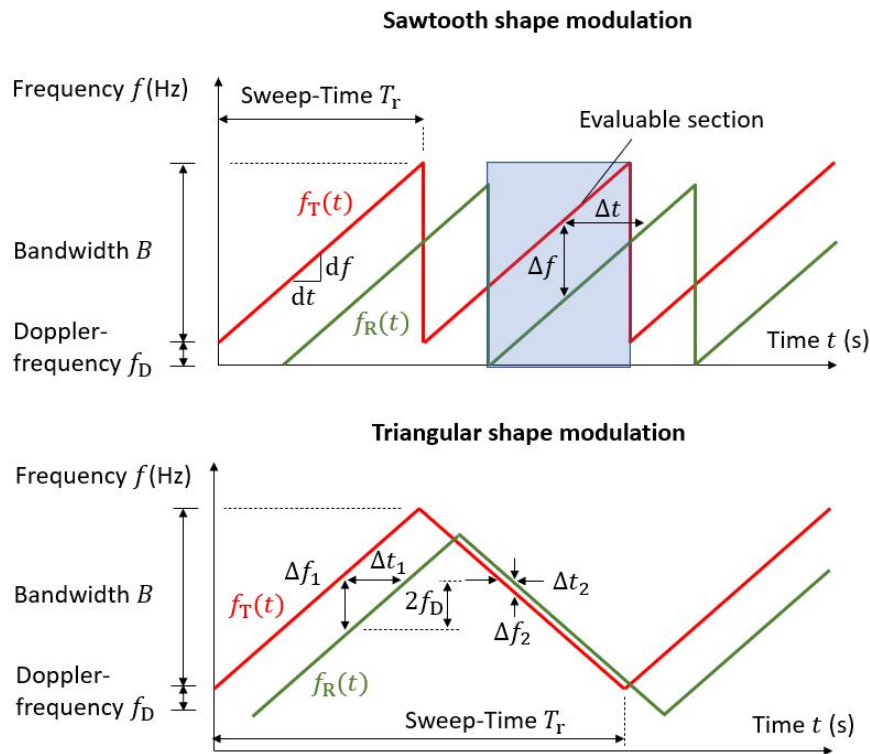 Sawtooth shape modulation
Frequency f(Hz)
Sweep-Time Tr
Evaluable section
fT(t)
Δt
Bandwidth B
df
Δf
dt
fR(t)
Doppler-
frequency fD
Time t (s)
Triangular shape modulation
Frequency f(Hz)
Δf1
Δt1
Δt2
Bandwidth B
fT(t)
2fD
Δf2
Doppler-
frequency fD
fR(t)
Sweep-Time Tr
Time t (s)